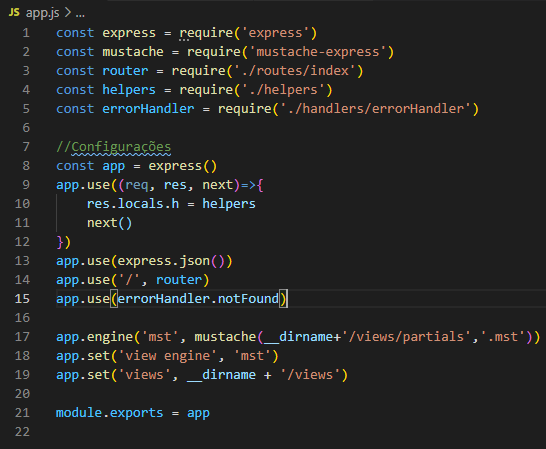 JS app.js > ...
1 const express = require('express')
2 const mustache = require('mustache-express')
3 const router = require('./routes/index')
4 const helpers = require('./helpers')
5 const errorHandler = require('./handlers/errorHandler')
6
7 //Configurações
8 const app = express()
9 app.use((req, res, next)=>{
10     res.locals.h = helpers
11     next()
12 })
13 app.use(express.json())
14 app.use('/', router)
15 app.use(errorHandler.notFound)
16
17 app.engine('mst', mustache(__dirname+'/views/partials','.mst'))
18 app.set('view engine', 'mst')
19 app.set('views', __dirname + '/views')
20
21 module.exports = app
22